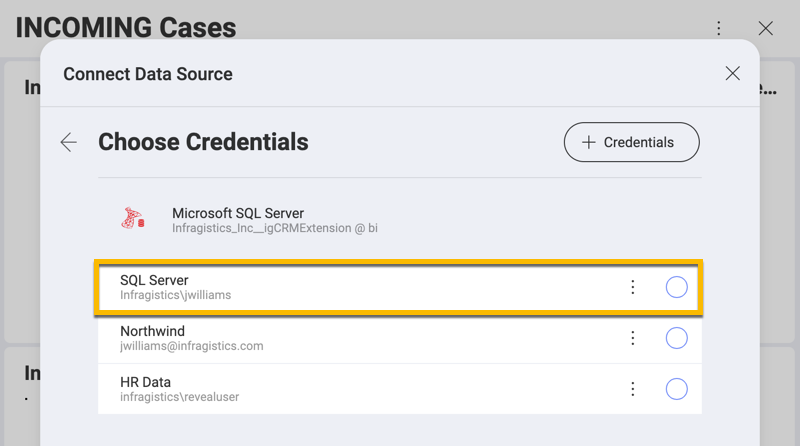 INCOMING Cases
In
e...
Connect Data Source
Choose Credentials
+ Credentials
Microsoft SQL Server
Infragistics_Inc__igCRMExtension @ bi
SQL Server
Infragistics\jwilliams
Northwind
jwilliams@infragistics.com
HR Data
infragistics\revealuser
In